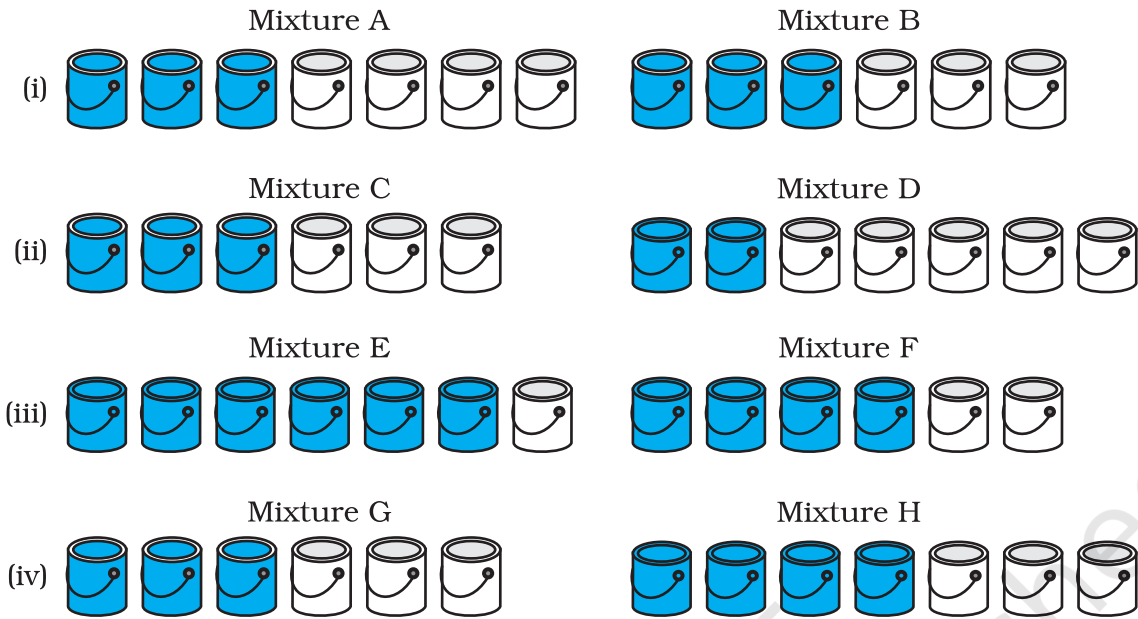 Mixture A Mixture B
(i)
Mixture C Mixture D
(ii)
Mixture E Mixture F
(iii)
Mixture G Mixture H
(iv)